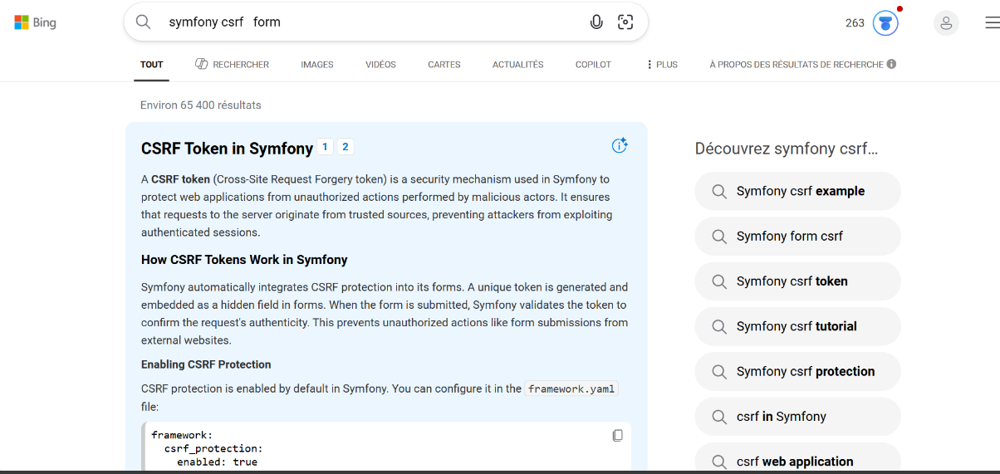 Bing
symfony csrf form
263
TOUT
RECHERCHER
IMAGES
VIDÉOS
CARTES
ACTUALITÉS
COPILOT
PLUS
À PROPOS DES RÉSULTATS DE RECHERCHE
Environ 65 400 résultats
CSRF Token in Symfony 1 2
A CSRF token (Cross-Site Request Forgery token) is a security mechanism used in Symfony to
protect web applications from unauthorized actions performed by malicious actors. It ensures
that requests to the server originate from trusted sources, preventing attackers from exploiting
authenticated sessions.
How CSRF Tokens Work in Symfony
Symfony automatically integrates CSRF protection into its forms. A unique token is generated and
embedded as a hidden field in forms. When the form is submitted, Symfony validates the token to
confirm the request's authenticity. This prevents unauthorized actions like form submissions from
external websites.
Enabling CSRF Protection
CSRF protection is enabled by default in Symfony. You can configure it in the framework.yaml
file:
framework:
csrf_protection:
enabled: true
Découvrez symfony csrf...
Symfony csrf example
Symfony form csrf
Symfony csrf token
Symfony csrf tutorial
Symfony csrf protection
csrf in Symfony
csrf web application